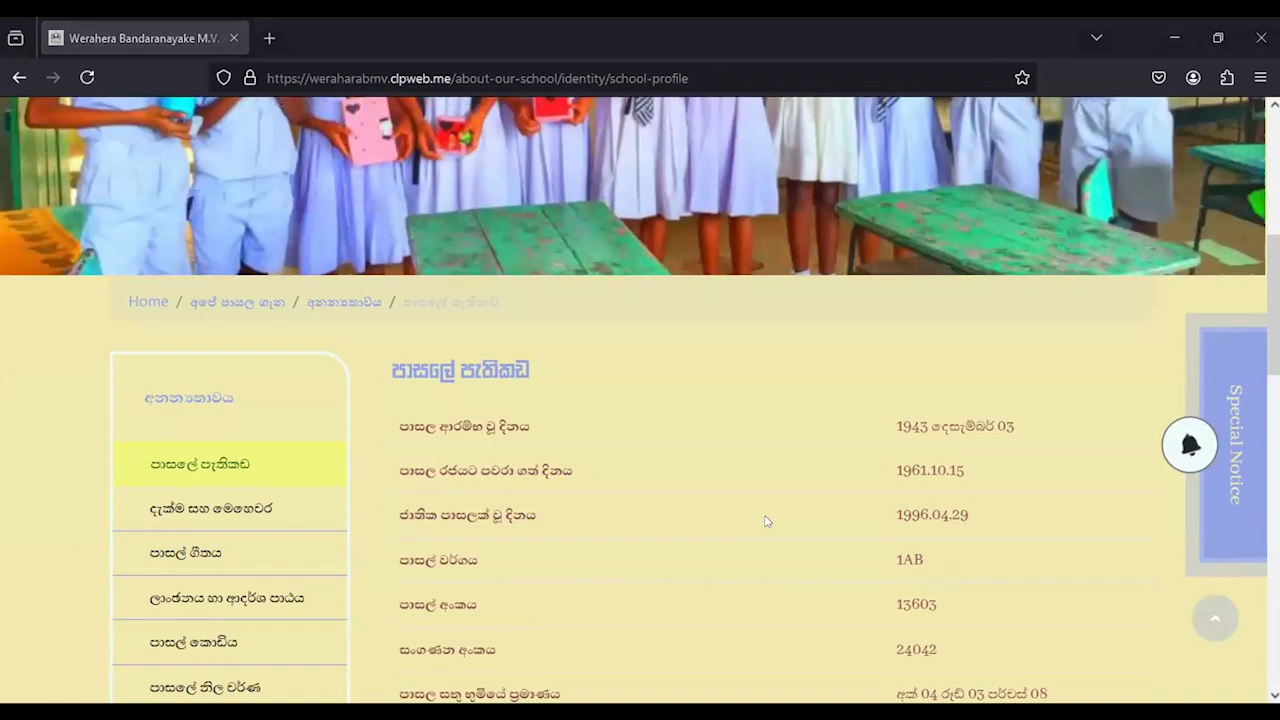 Werahera Bandaranayake M.V.
https://weraharabmv.clpweb.me/about-our-school/identity/school-profile
Home / අපේ පාසල ගැන / අනන්‍යතාවය / පාසලේ පැතිකඩ
අනන්‍යතාවය
පාසලේ පැතිකඩ
දැක්ම සහ මෙහෙවර
පාසල් ගීතය
ලාංඡනය හා ආදර්ශ පාඨය
පාසල් කොඩිය
පාසලේ නිල වර්ණ
පාසලේ පැතිකඩ
පාසල ආරම්භ වූ දිනය 1943 දෙසැම්බර් 03
පාසල රජයට පවරා ගත් දිනය 1961.10.15
ජාතික පාසලක් වූ දිනය 1996.04.29
පාසල් වර්ගය 1AB
පාසල් අංකය 13603
සංගණන අංකය 24042
පාසල සතු භූමියේ ප්‍රමාණය අක් 04 රූඩ් 03 පර්චස් 08
Special Notice